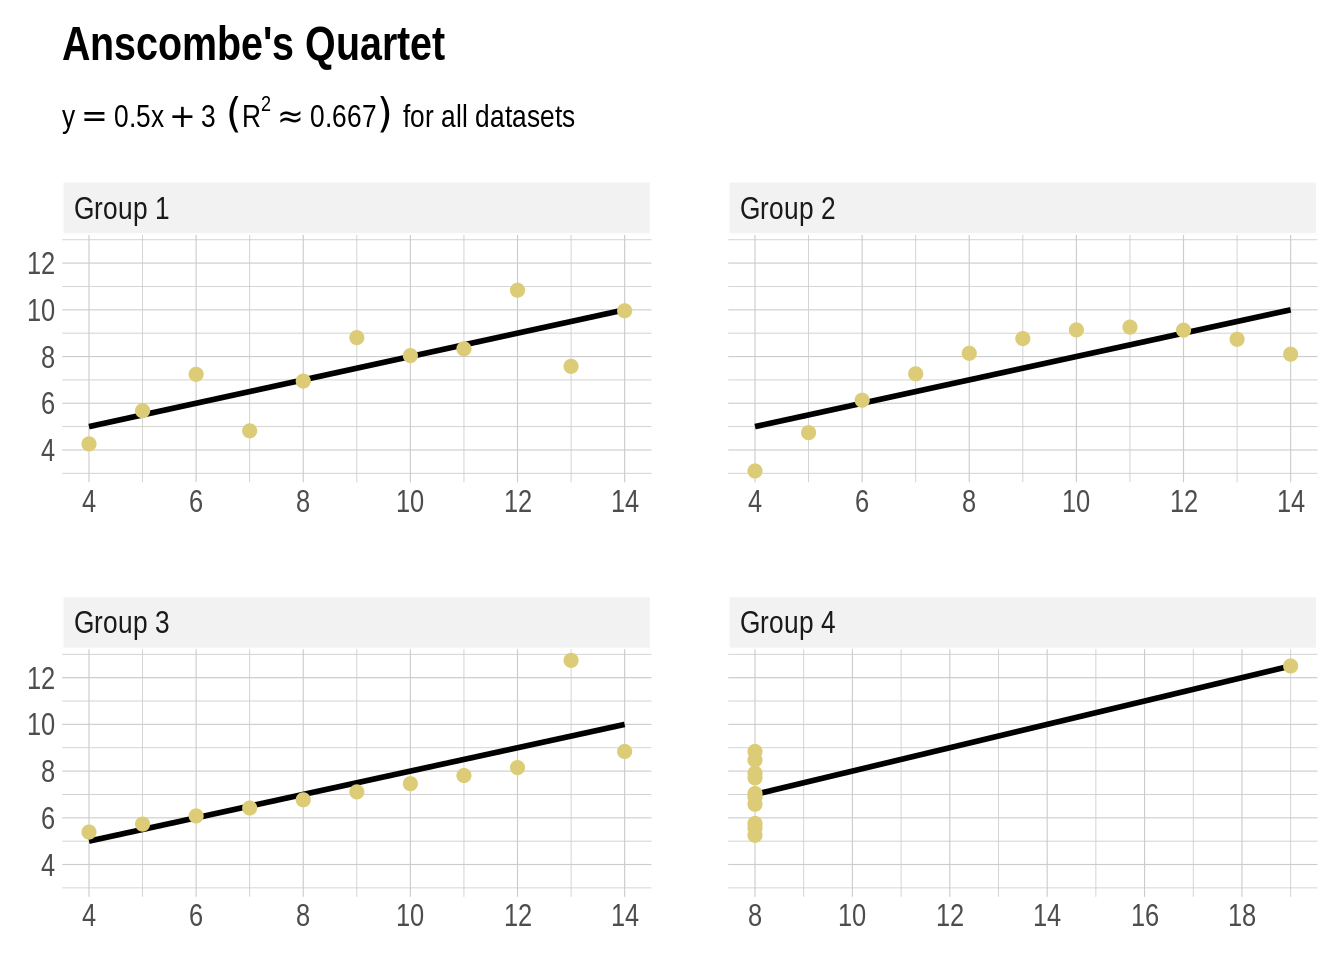 Anscombe's Quartet
y = 0.5x + 3 (R² ≈ 0.667) for all datasets
Group 1
Group 2
12
10
8
6
4
4 6 8 10 12 14
4 6 8 10 12 14
Group 3
Group 4
12
10
8
6
4
4 6 8 10 12 14
8 10 12 14 16 18